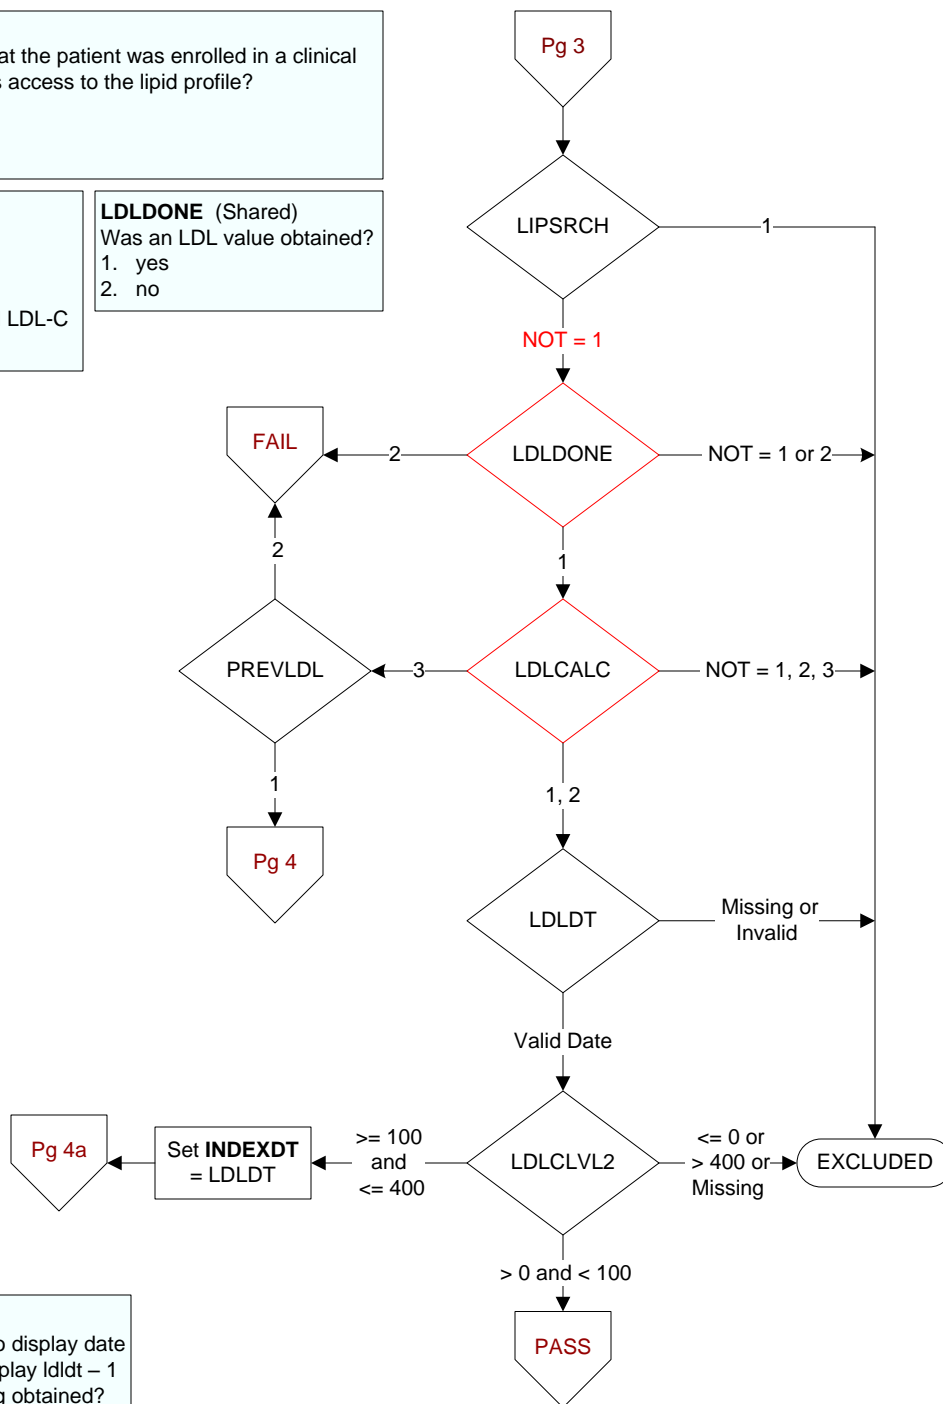 at the patient was enrolled in a clinical
s access to the lipid profile?
LDL-C
LDLDONE (Shared)
Was an LDL value obtained?
1. yes
2. no
Pg 3
LIPSRCH
1
NOT = 1
FAIL
2
LDLDONE
NOT = 1 or 2
2
1
PREVLDL
3
LDLCALC
NOT = 1, 2, 3
1
1, 2
Pg 4
LDLDT
Missing or
Invalid
Valid Date
Pg 4a
Set INDEXDT
= LDLDT
>= 100
and
<= 400
LDLCLVL2
<= 0 or
> 400 or
Missing
EXCLUDED
> 0 and < 100
PASS
o display date
play ldldt – 1
g obtained?